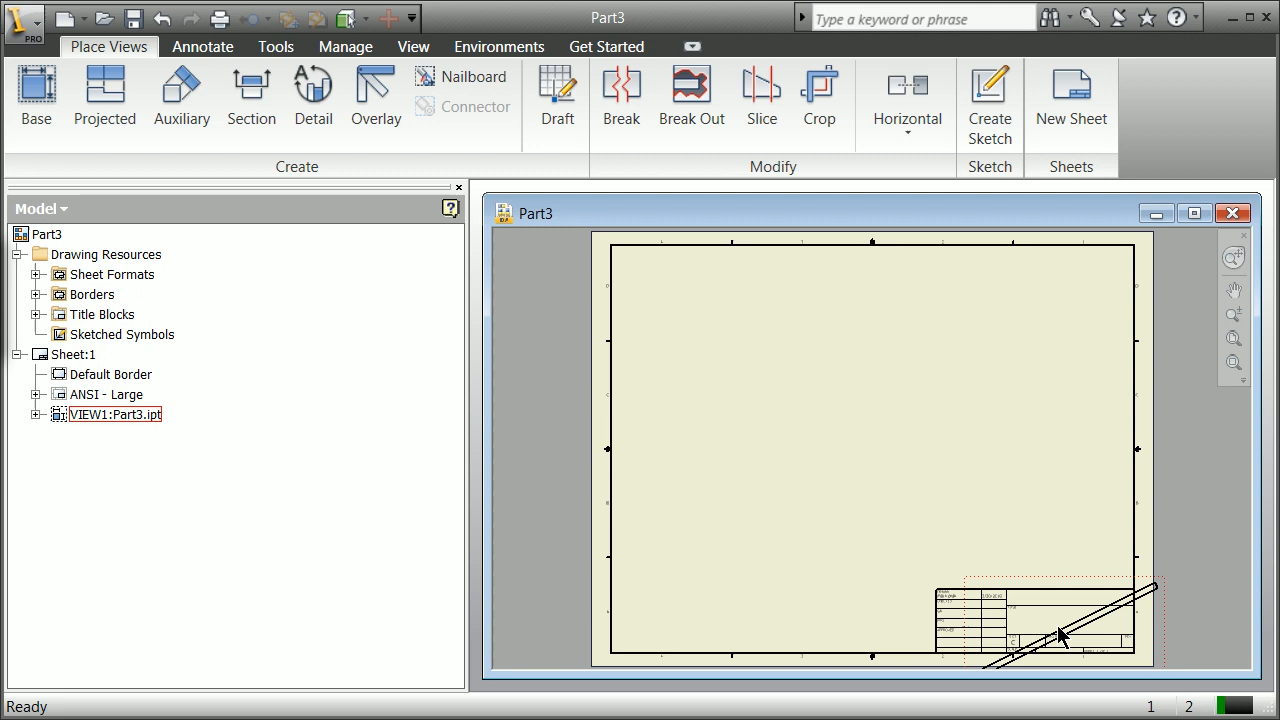 Part3
Type a keyword or phrase
PRO
Place Views Annotate Tools Manage View Environments Get Started
Base Projected Auxiliary Section Detail Overlay
Nailboard
Connector
Draft Break Break Out Slice Crop Horizontal
Create
Sketch
New Sheet
Create Modify Sketch Sheets
Model
Part3
Drawing Resources
Sheet Formats
Borders
Title Blocks
Sketched Symbols
Sheet:1
Default Border
ANSI - Large
VIEW1:Part3.ipt
Part3
Ready
1 2